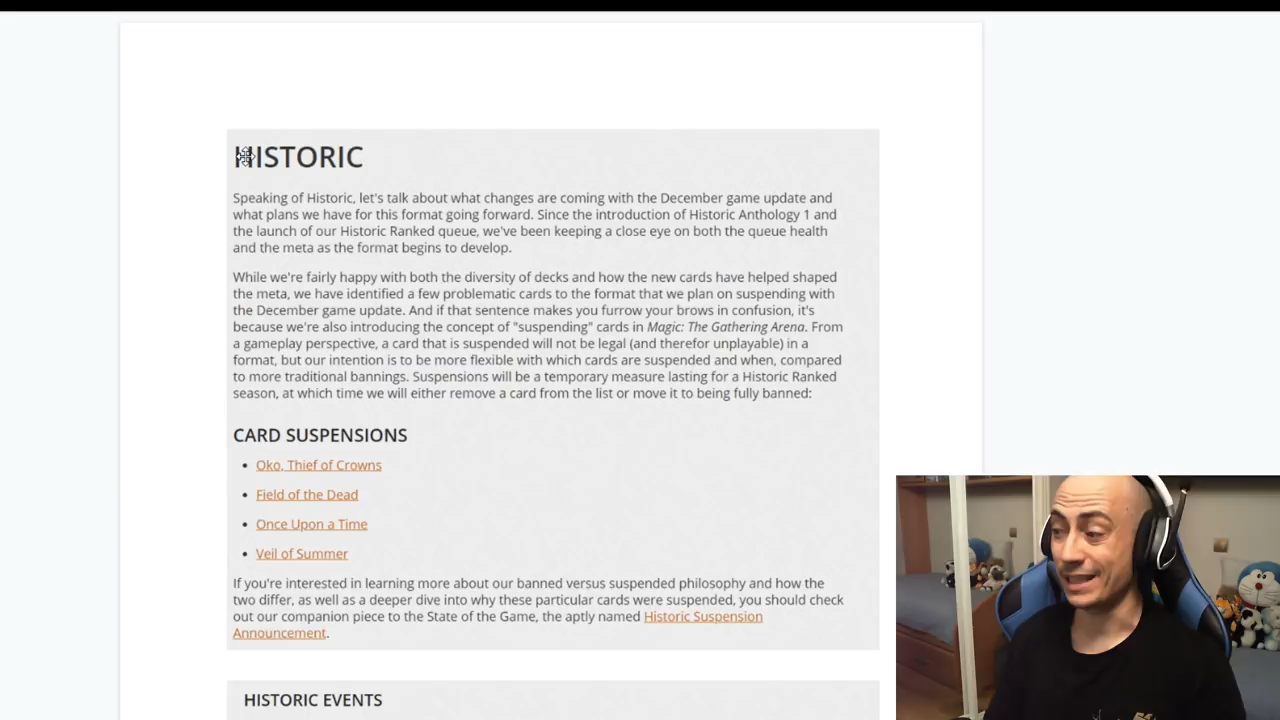 HISTORIC
Speaking of Historic, let's talk about what changes are coming with the December game update and
what plans we have for this format going forward. Since the introduction of Historic Anthology 1 and
the launch of our Historic Ranked queue, we've been keeping a close eye on both the queue health
and the meta as the format begins to develop.
While we're fairly happy with both the diversity of decks and how the new cards have helped shaped
the meta, we have identified a few problematic cards to the format that we plan on suspending with
the December game update. And if that sentence makes you furrow your brows in confusion, it's
because we're also introducing the concept of "suspending" cards in Magic: The Gathering Arena. From
a gameplay perspective, a card that is suspended will not be legal (and therefor unplayable) in a
format, but our intention is to be more flexible with which cards are suspended and when, compared
to more traditional bannings. Suspensions will be a temporary measure lasting for a Historic Ranked
season, at which time we will either remove a card from the list or move it to being fully banned:
CARD SUSPENSIONS
• Oko, Thief of Crowns
• Field of the Dead
• Once Upon a Time
• Veil of Summer
If you're interested in learning more about our banned versus suspended philosophy and how the
two differ, as well as a deeper dive into why these particular cards were suspended, you should check
out our companion piece to the State of the Game, the aptly named Historic Suspension
Announcement.
HISTORIC EVENTS